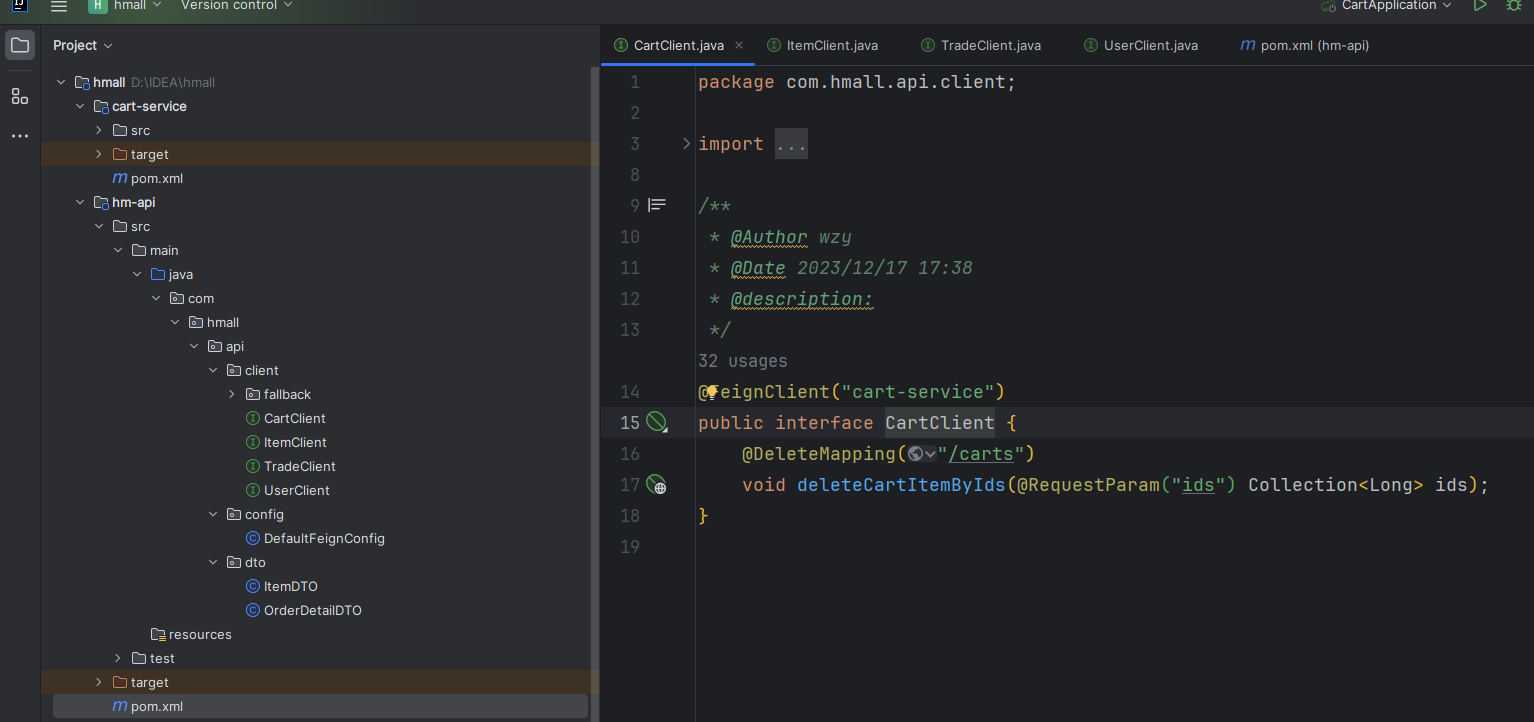 H hmall Version control CartApplication
Project
hmall D:\IDEA\hmall
cart-service
src
target
m pom.xml
hm-api
src
main
java
com
hmall
api
client
fallback
CartClient
ItemClient
TradeClient
UserClient
config
DefaultFeignConfig
dto
ItemDTO
OrderDetailDTO
resources
test
target
m pom.xml
CartClient.java ItemClient.java TradeClient.java UserClient.java m pom.xml (hm-api)
1 package com.hmall.api.client;
2
3 import ...
8
9 /**
10 * @Author wzy
11 * @Date 2023/12/17 17:38
12 * @description:
13 */
32 usages
14 @FeignClient("cart-service")
15 public interface CartClient {
16 @DeleteMapping("/carts")
17 void deleteCartItemByIds(@RequestParam("ids") Collection<Long> ids);
18 }
19